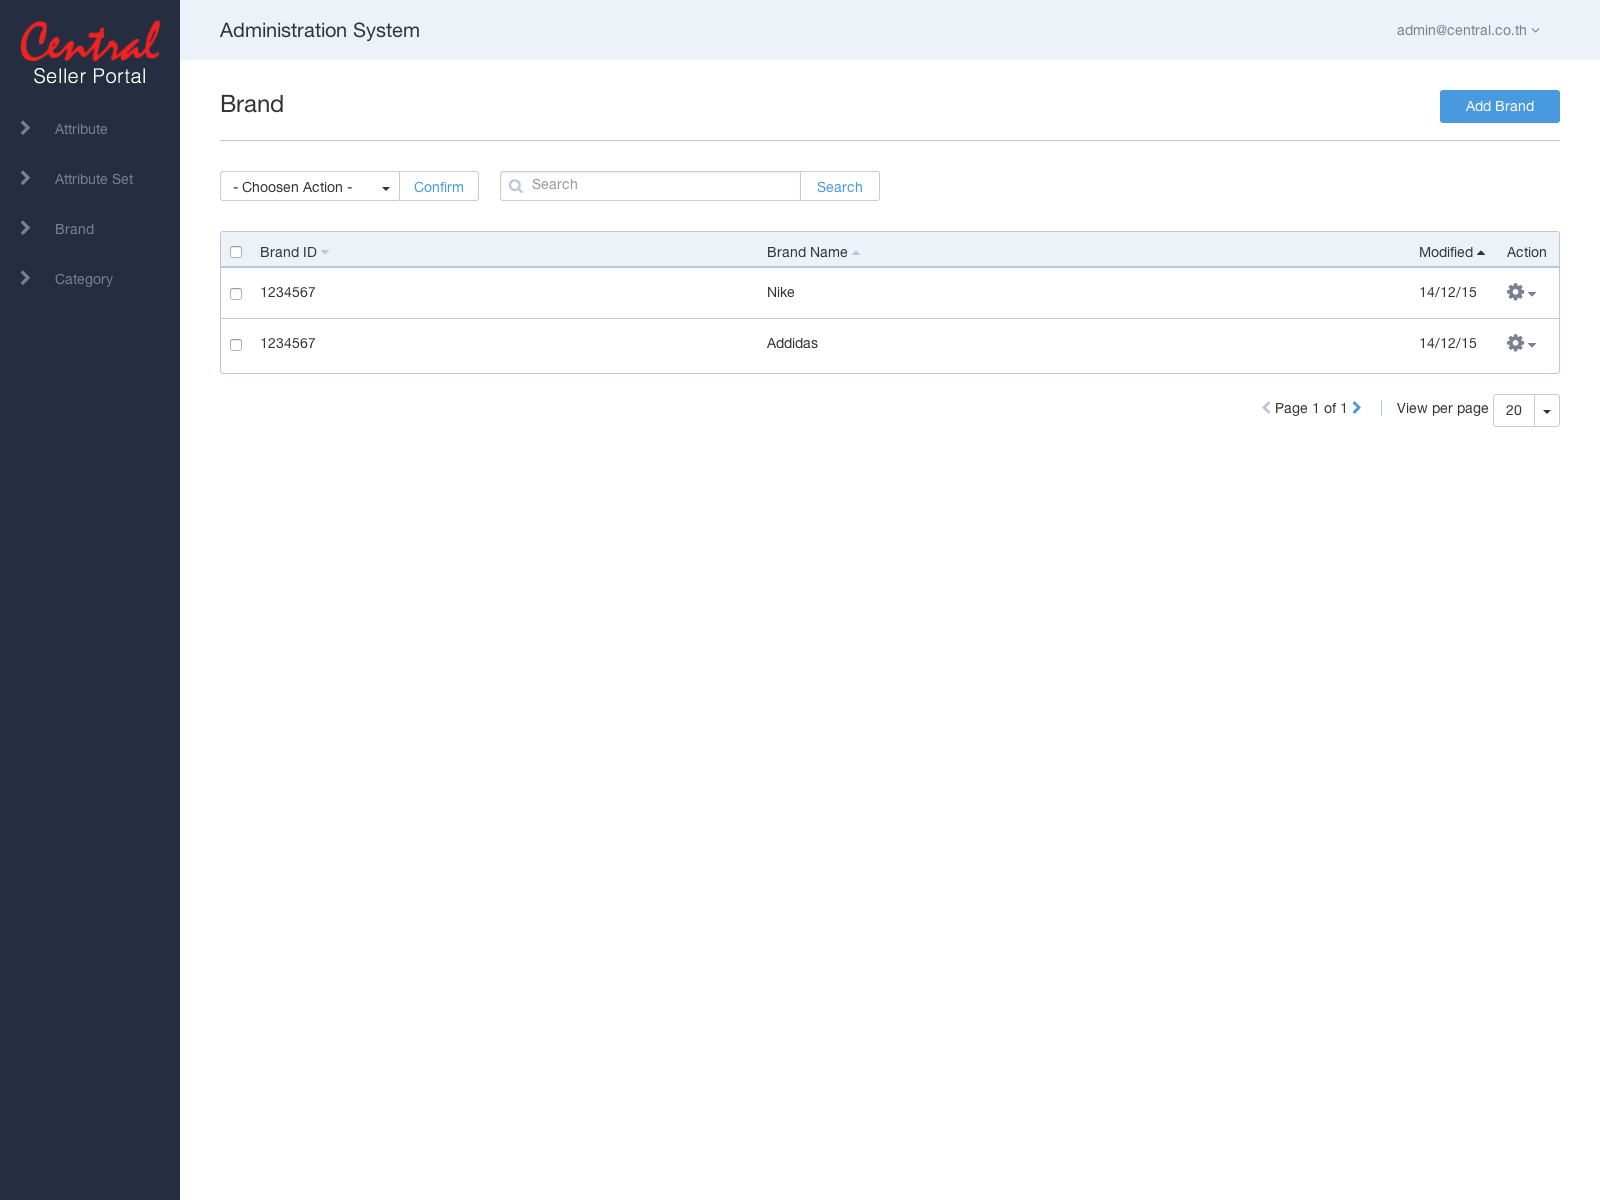 Central
Seller Portal
Attribute
Attribute Set
Brand
Category
Administration System
admin@central.co.th
Brand
Add Brand
- Choosen Action -
Confirm
Search
Search
Brand ID
Brand Name
Modified
Action
1234567
Nike
14/12/15
1234567
Addidas
14/12/15
Page 1 of 1
View per page
20